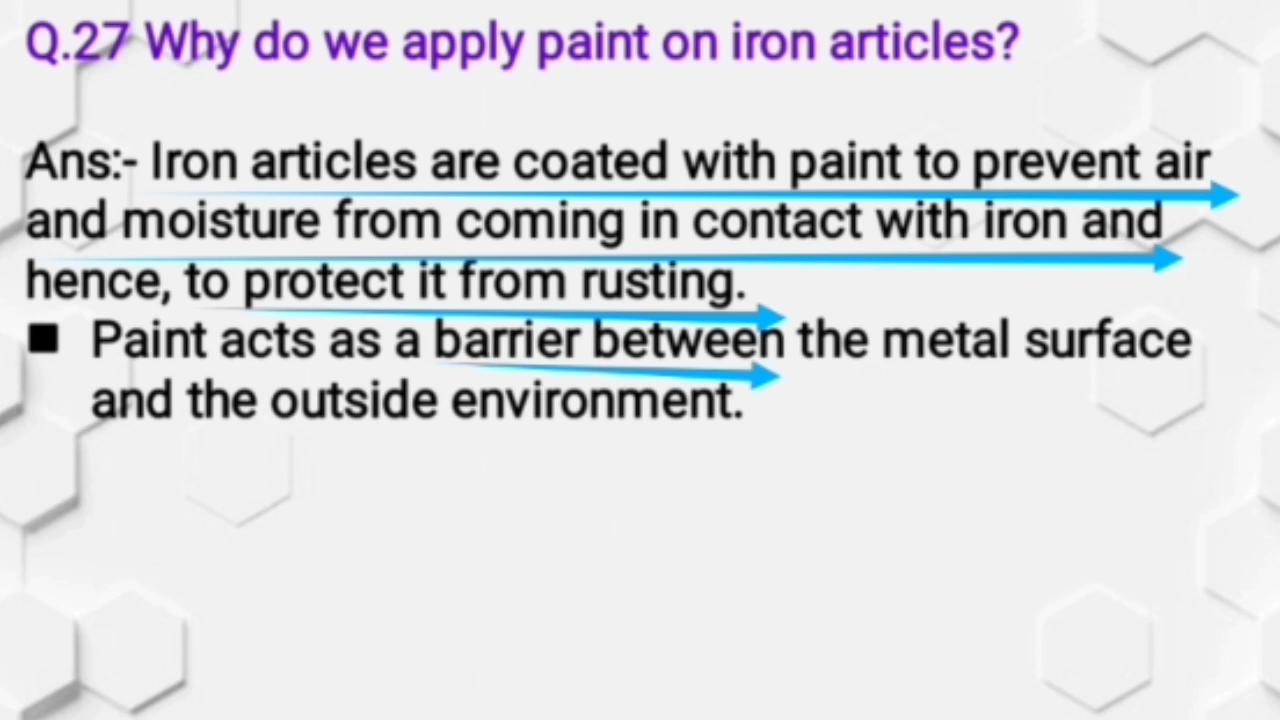 Q.27 Why do we apply paint on iron articles?
Ans:- Iron articles are coated with paint to prevent air
and moisture from coming in contact with iron and
hence, to protect it from rusting.
■ Paint acts as a barrier between the metal surface
and the outside environment.